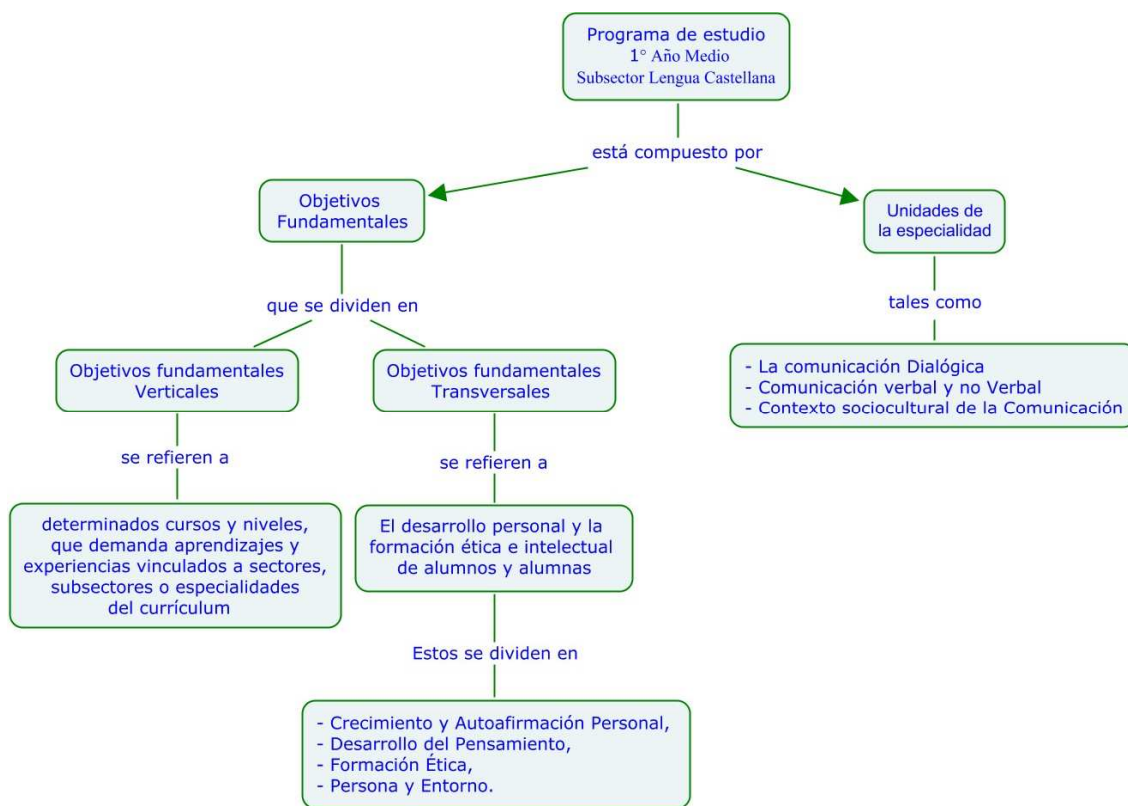 Programa de estudio
1° Año Medio
Subsector Lengua Castellana
está compuesto por
Objetivos
Fundamentales
Unidades de
la especialidad
que se dividen en
tales como
Objetivos fundamentales
Verticales
Objetivos fundamentales
Transversales
- La comunicación Dialógica
- Comunicación verbal y no Verbal
- Contexto sociocultural de la Comunicación
se refieren a
se refieren a
determinados cursos y niveles,
que demanda aprendizajes y
experiencias vinculados a sectores,
subsectores o especialidades
del currículum
El desarrollo personal y la
formación ética e intelectual
de alumnos y alumnas
Estos se dividen en
- Crecimiento y Autoafirmación Personal,
- Desarrollo del Pensamiento,
- Formación Ética,
- Persona y Entorno.